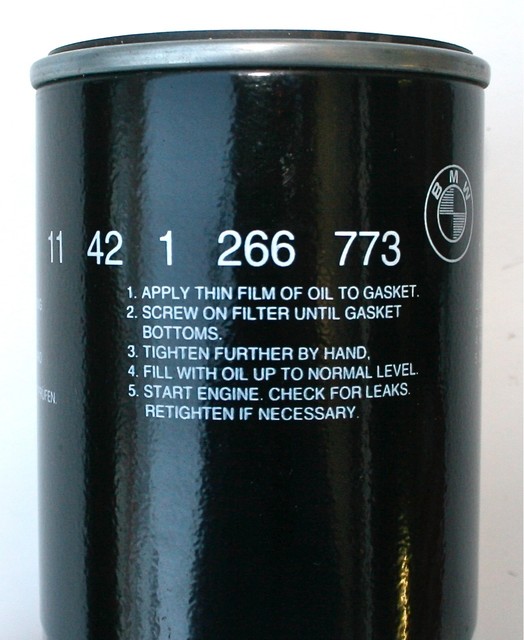 BMW
11 42 1 266 773
1. APPLY THIN FILM OF OIL TO GASKET.
2. SCREW ON FILTER UNTIL GASKET
BOTTOMS.
3. TIGHTEN FURTHER BY HAND,
4. FILL WITH OIL UP TO NORMAL LEVEL.
5. START ENGINE. CHECK FOR LEAKS.
RETIGHTEN IF NECESSARY.